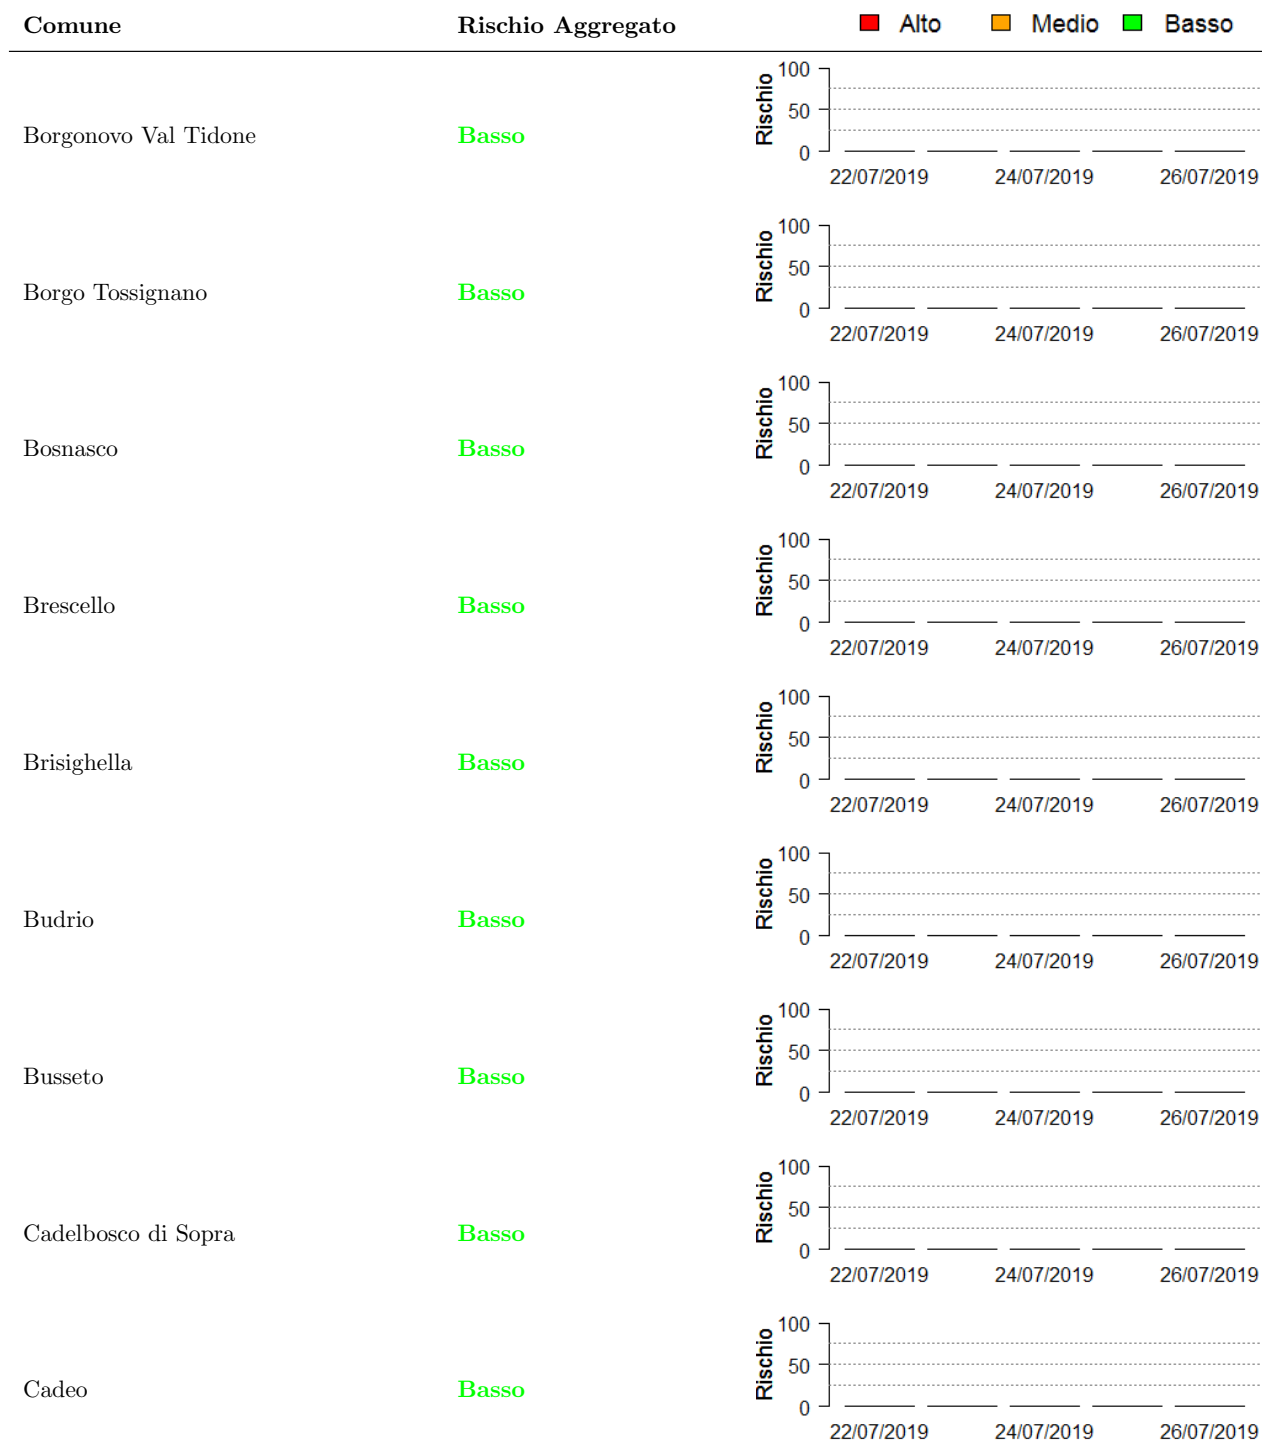 Comune Rischio Aggregato Alto Medio Basso
Borgonovo Val Tidone Basso
Rischio
100
50
0
22/07/2019 24/07/2019 26/07/2019
Borgo Tossignano Basso
Rischio
100
50
0
22/07/2019 24/07/2019 26/07/2019
Bosnasco Basso
Rischio
100
50
0
22/07/2019 24/07/2019 26/07/2019
Brescello Basso
Rischio
100
50
0
22/07/2019 24/07/2019 26/07/2019
Brisighella Basso
Rischio
100
50
0
22/07/2019 24/07/2019 26/07/2019
Budrio Basso
Rischio
100
50
0
22/07/2019 24/07/2019 26/07/2019
Busseto Basso
Rischio
100
50
0
22/07/2019 24/07/2019 26/07/2019
Cadelbosco di Sopra Basso
Rischio
100
50
0
22/07/2019 24/07/2019 26/07/2019
Cadeo Basso
Rischio
100
50
0
22/07/2019 24/07/2019 26/07/2019